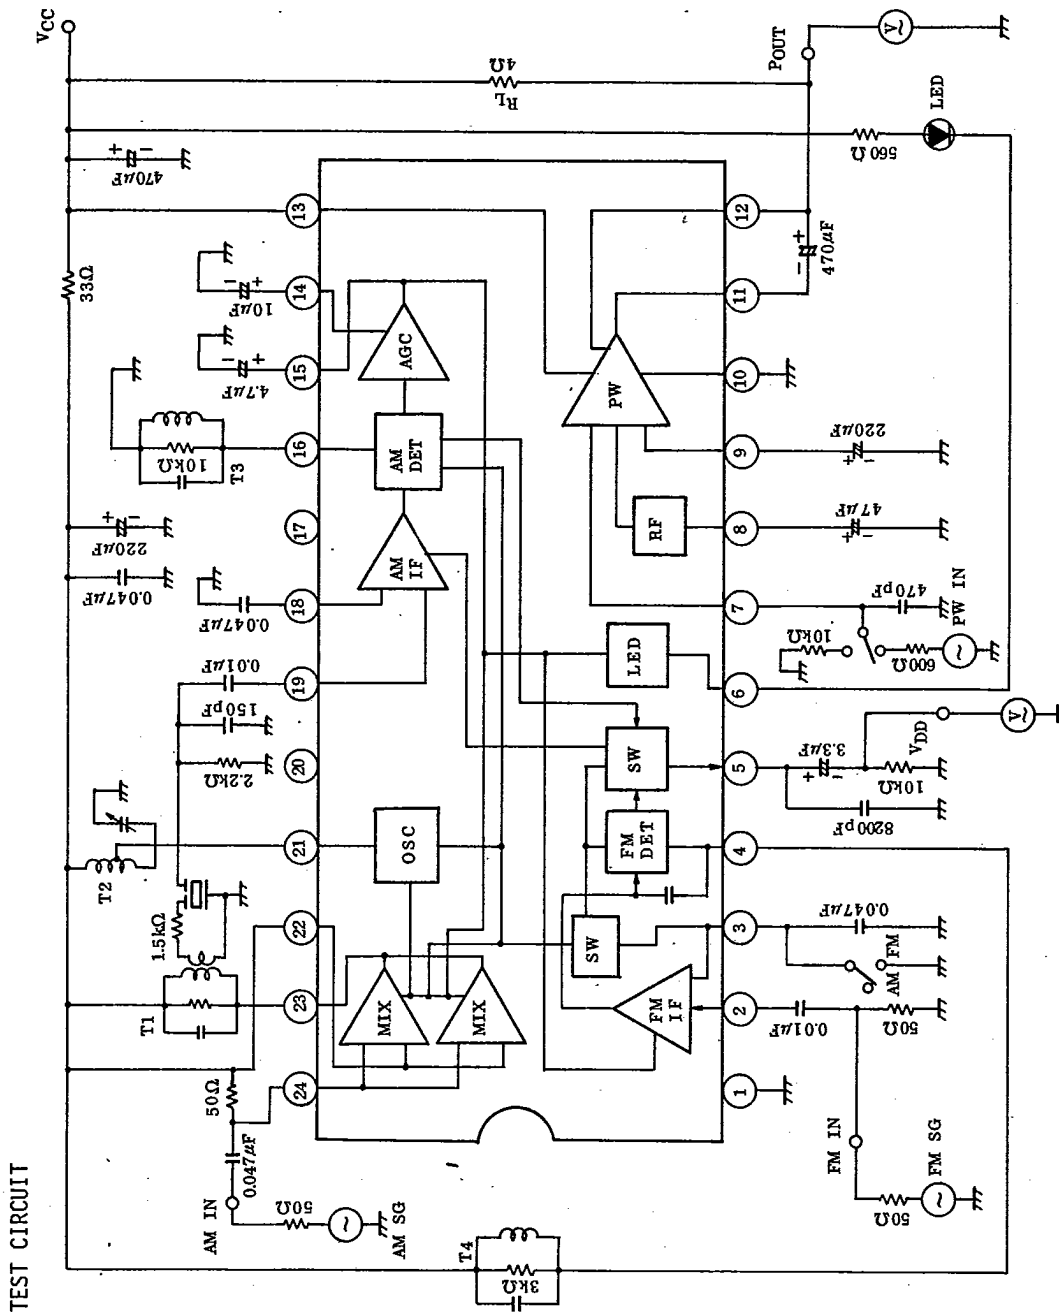 TEST CIRCUIT
VCC
33Ω
470μF
RL
4Ω
POUT
V~
560Ω
LED
470μF
220μF
0.047μF
T4
3kΩ
AM IN
50Ω
~
AM SG
0.047μF
50Ω
T1
1.5kΩ
T2
2.2kΩ
150pF
0.01μF
0.047μF
T3
10kΩ
4.7μF
10μF
24
23
22
21
20
19
18
17
16
15
14
13
MIX
MIX
OSC
AM
IF
AM
DET
AGC
FM
IF
SW
FM
DET
SW
LED
RF
PW
1
2
3
4
5
6
7
8
9
10
11
12
FM IN
50Ω
~
FM SG
0.01μF
50Ω
AM
FM
0.047μF
8200pF
3.3μF
10kΩ
VDD
V~
10kΩ
600Ω
~
PW IN
470pF
47μF
220μF